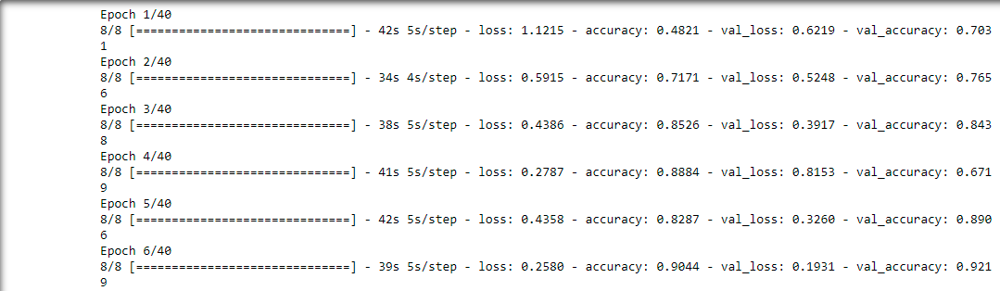 Epoch 1/40
8/8 [==============================] - 42s 5s/step - loss: 1.1215 - accuracy: 0.4821 - val_loss: 0.6219 - val_accuracy: 0.703
1
Epoch 2/40
8/8 [==============================] - 34s 4s/step - loss: 0.5915 - accuracy: 0.7171 - val_loss: 0.5248 - val_accuracy: 0.765
6
Epoch 3/40
8/8 [==============================] - 38s 5s/step - loss: 0.4386 - accuracy: 0.8526 - val_loss: 0.3917 - val_accuracy: 0.843
8
Epoch 4/40
8/8 [==============================] - 41s 5s/step - loss: 0.2787 - accuracy: 0.8884 - val_loss: 0.8153 - val_accuracy: 0.671
9
Epoch 5/40
8/8 [==============================] - 42s 5s/step - loss: 0.4358 - accuracy: 0.8287 - val_loss: 0.3260 - val_accuracy: 0.890
6
Epoch 6/40
8/8 [==============================] - 39s 5s/step - loss: 0.2580 - accuracy: 0.9044 - val_loss: 0.1931 - val_accuracy: 0.921
9